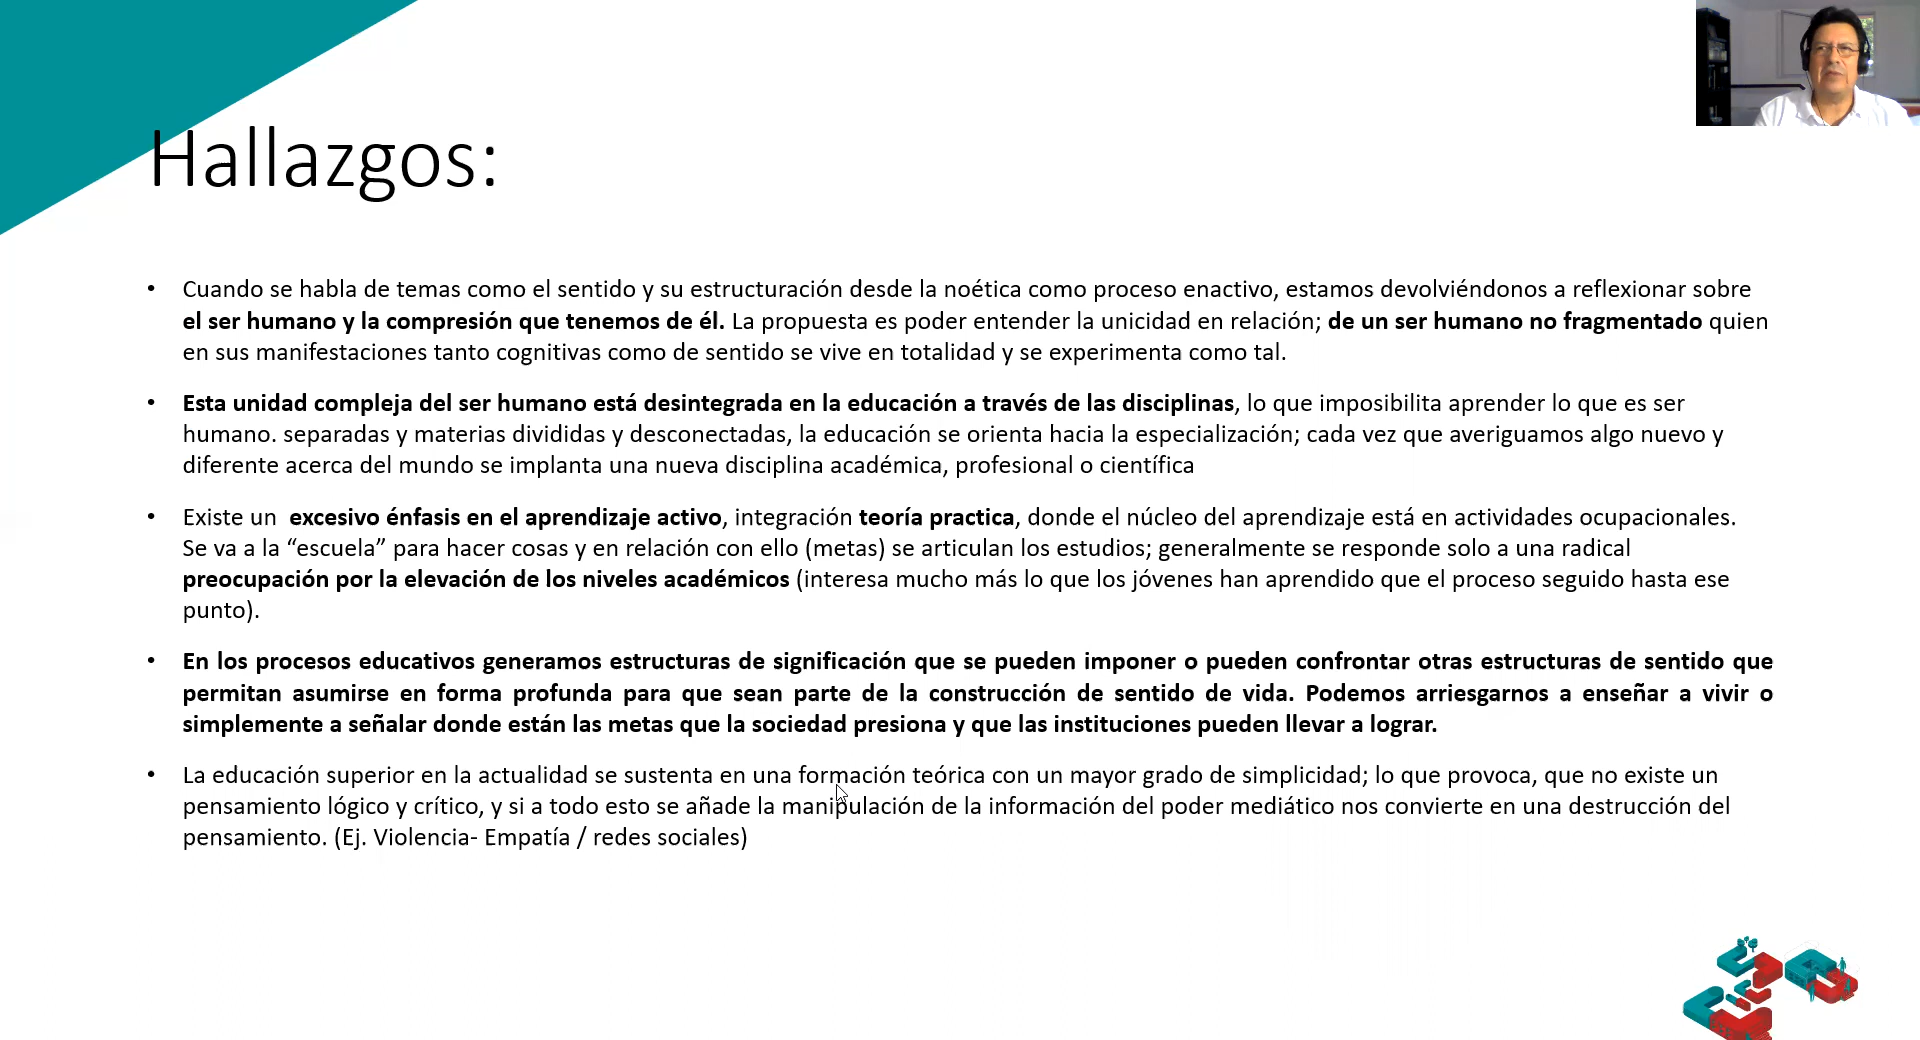 Hallazgos:
• Cuando se habla de temas como el sentido y su estructuración desde la noética como proceso enactivo, estamos devolviéndonos a reflexionar sobre
el ser humano y la compresión que tenemos de él. La propuesta es poder entender la unicidad en relación; de un ser humano no fragmentado quien
en sus manifestaciones tanto cognitivas como de sentido se vive en totalidad y se experimenta como tal.
• Esta unidad compleja del ser humano está desintegrada en la educación a través de las disciplinas, lo que imposibilita aprender lo que es ser
humano. separadas y materias divididas y desconectadas, la educación se orienta hacia la especialización; cada vez que averiguamos algo nuevo y
diferente acerca del mundo se implanta una nueva disciplina académica, profesional o científica
• Existe un  excesivo énfasis en el aprendizaje activo, integración teoría practica, donde el núcleo del aprendizaje está en actividades ocupacionales.
Se va a la “escuela” para hacer cosas y en relación con ello (metas) se articulan los estudios; generalmente se responde solo a una radical
preocupación por la elevación de los niveles académicos (interesa mucho más lo que los jóvenes han aprendido que el proceso seguido hasta ese
punto).
• En los procesos educativos generamos estructuras de significación que se pueden imponer o pueden confrontar otras estructuras de sentido que
permitan asumirse en forma profunda para que sean parte de la construcción de sentido de vida. Podemos arriesgarnos a enseñar a vivir o
simplemente a señalar donde están las metas que la sociedad presiona y que las instituciones pueden llevar a lograr.
• La educación superior en la actualidad se sustenta en una formación teórica con un mayor grado de simplicidad; lo que provoca, que no existe un
pensamiento lógico y crítico, y si a todo esto se añade la manipulación de la información del poder mediático nos convierte en una destrucción del
pensamiento. (Ej. Violencia- Empatía / redes sociales)